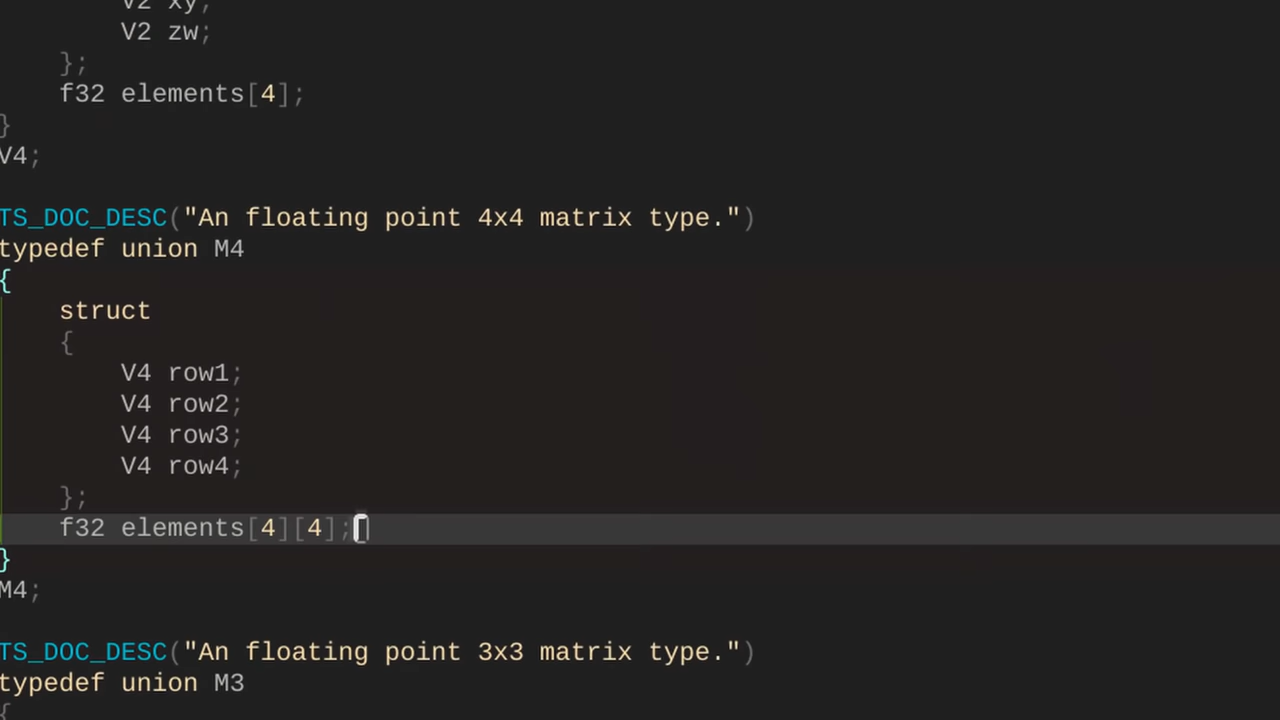 V2 xy;
V2 zw;
};
f32 elements[4];
}
V4;
TS_DOC_DESC("An floating point 4x4 matrix type.")
typedef union M4
{
struct
{
V4 row1;
V4 row2;
V4 row3;
V4 row4;
};
f32 elements[4][4];
}
M4;
TS_DOC_DESC("An floating point 3x3 matrix type.")
typedef union M3
{